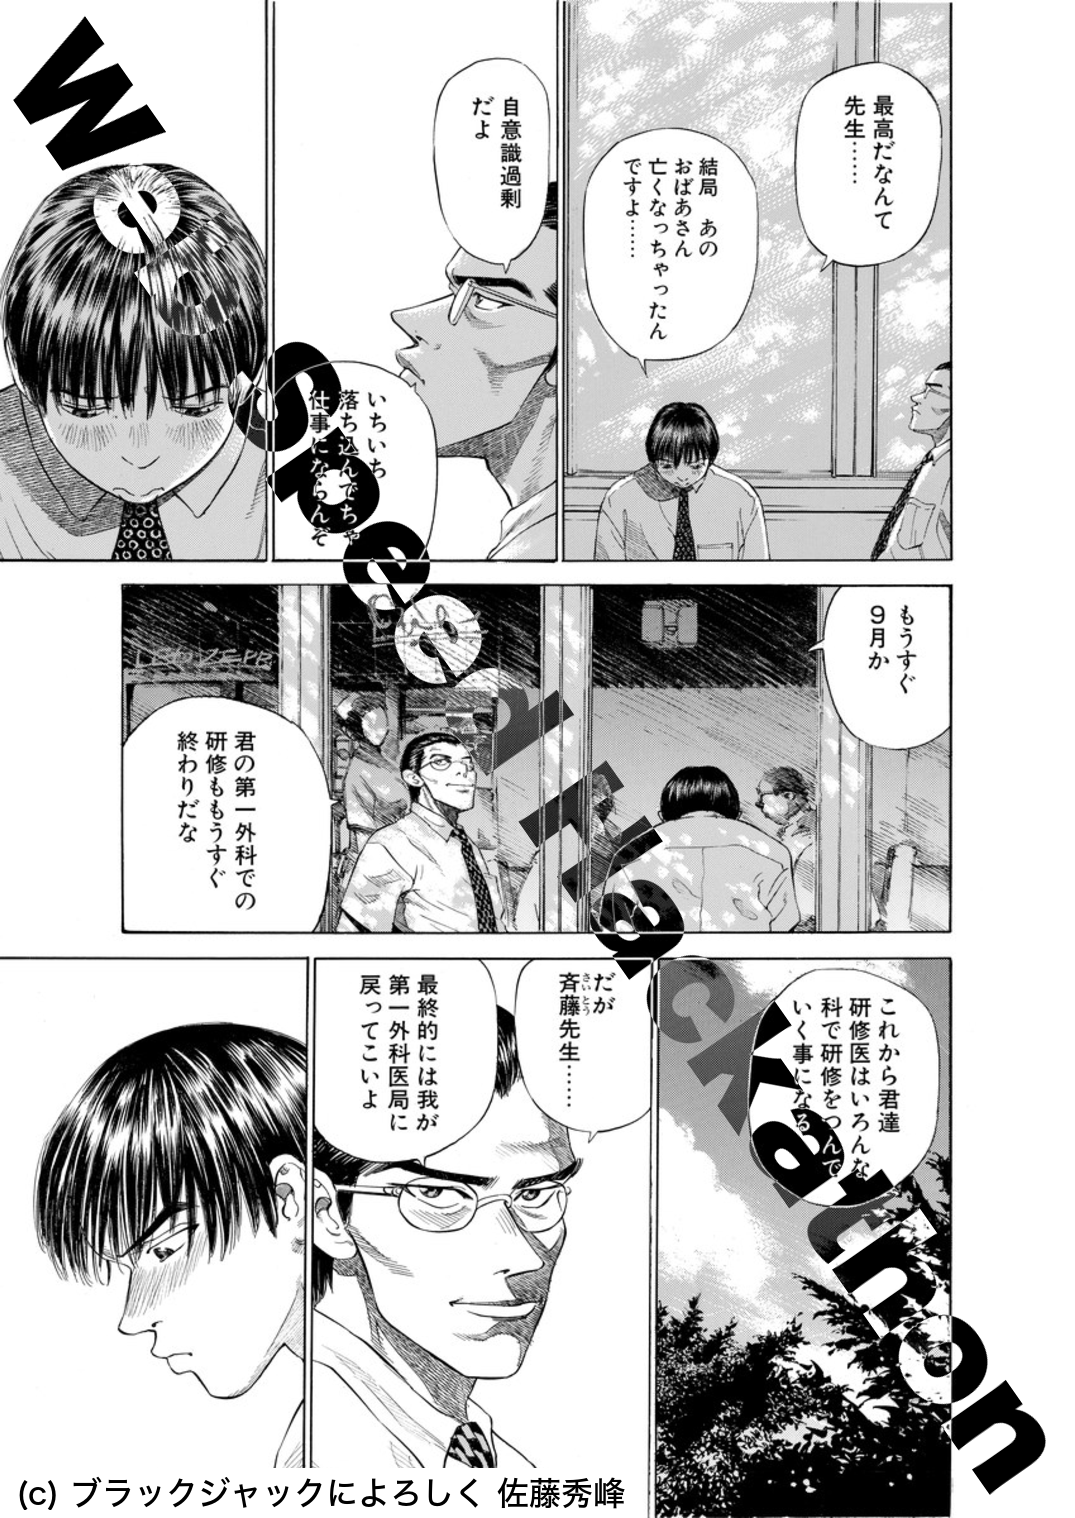 最高だなんて
先生……
結局 あの
おばあさん
亡くなっちゃったん
ですよ……
自意識過剰
だよ
いちいち
落ち込んでちゃ
仕事にならんぞ
もうすぐ
9月か
君の第一外科での
研修ももうすぐ
終わりだな
これから君達
研修医はいろんな
科で研修をつんで
いく事になる
だが
斉藤先生……
さいとう
最終的には我が
第一外科医局に
戻ってこいよ
(c) ブラックジャックによろしく 佐藤秀峰